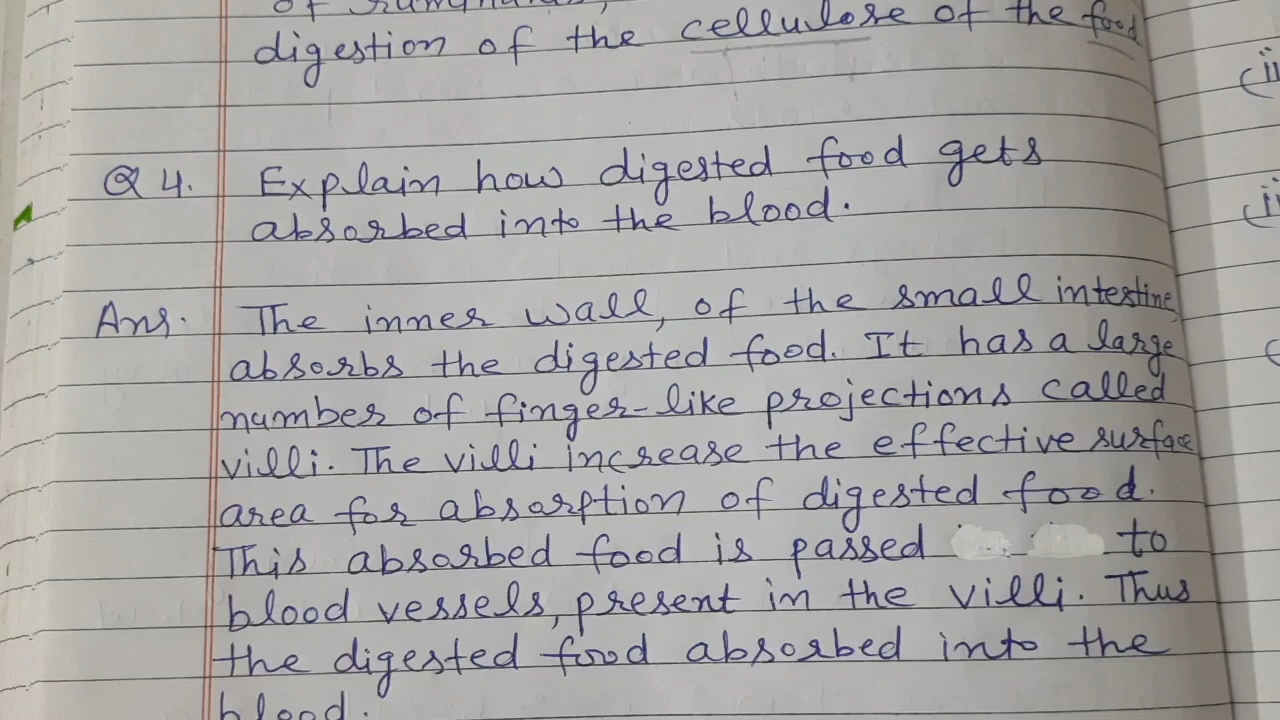 digestion of the cellulose of the food
Q 4. Explain how digested food gets
absorbed into the blood.
Ans. The inner wall, of the small intestine,
absorbs the digested food. It has a large
number of finger-like projections called
villi. The villi increase the effective surface
area for absorption of digested food.
This absorbed food is passed to
blood vessels, present in the villi. Thus
the digested food absorbed into the
blood.
(ii
(ii